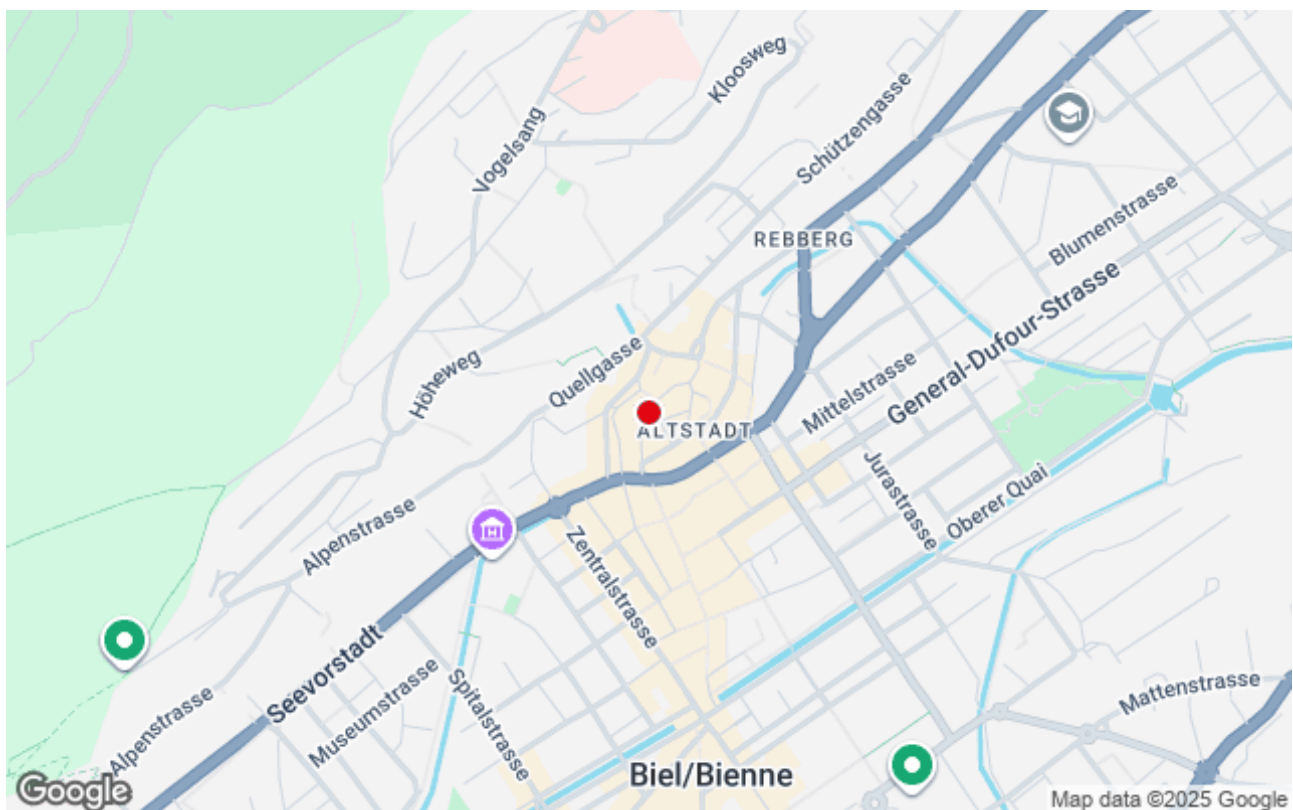 Kloosweg
Vogelsang
Schützengasse
REBBERG
Blumenstrasse
General-Dufour-Strasse
Höheweg
Quellgasse
Mittelstrasse
ALTSTADT
Jurastrasse
Oberer Quai
Alpenstrasse
Zentralstrasse
Seevorstadt
Museumstrasse
Spitalstrasse
Mattenstrasse
Alpenstrasse
Biel/Bienne
Google
Map data ©2025 Google